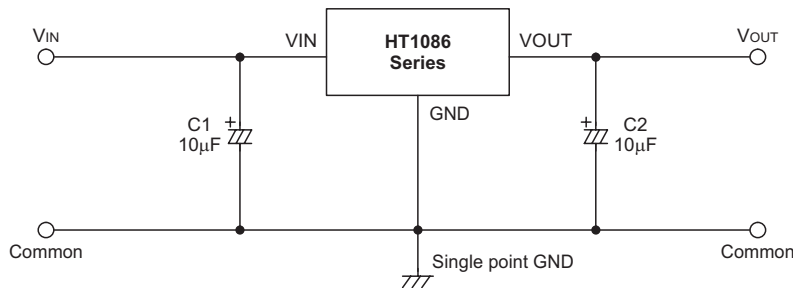 VIN
VIN
HT1086
Series
VOUT
VOUT
GND
C1
10μF
+
+
C2
10μF
Common
Single point GND
Common